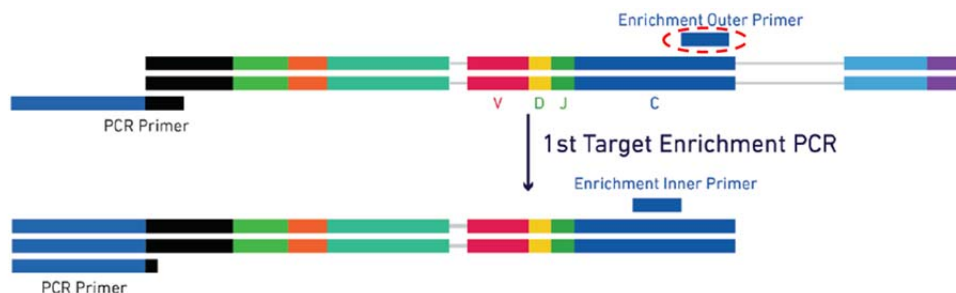 Enrichment Outer Primer
V D J C
PCR Primer
1st Target Enrichment PCR
Enrichment Inner Primer
PCR Primer